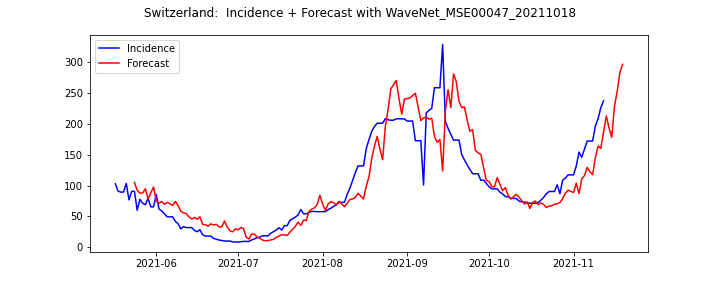 Switzerland:  Incidence + Forecast with WaveNet_MSE00047_20211018
Incidence
Forecast
300
250
200
150
100
50
0
2021-06 2021-07 2021-08 2021-09 2021-10 2021-11